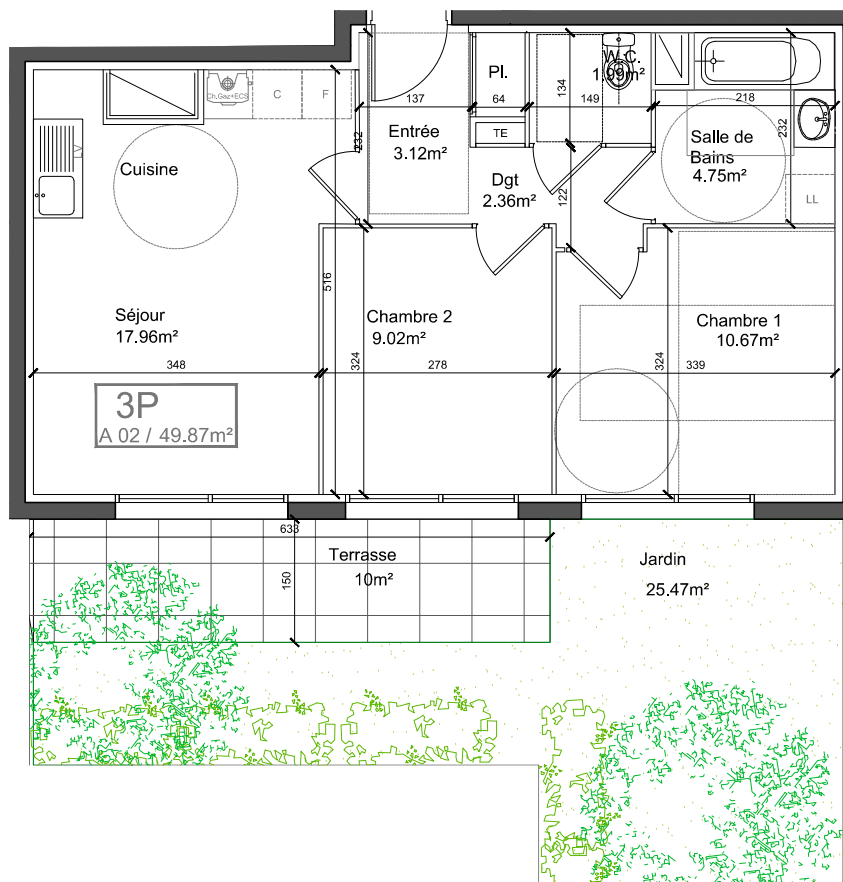 W.C.
1.99m²
Pl.
Ch.Gaz+ECS
C
F
137
64
134
149
218
232
232
TE
Entrée
3.12m²
Salle de
Bains
4.75m²
Cuisine
Dgt
2.36m²
122
LL
516
Séjour
17.96m²
Chambre 2
9.02m²
Chambre 1
10.67m²
348
324
278
324
339
3P
A 02 / 49.87m²
633
Terrasse
10m²
150
Jardin
25.47m²